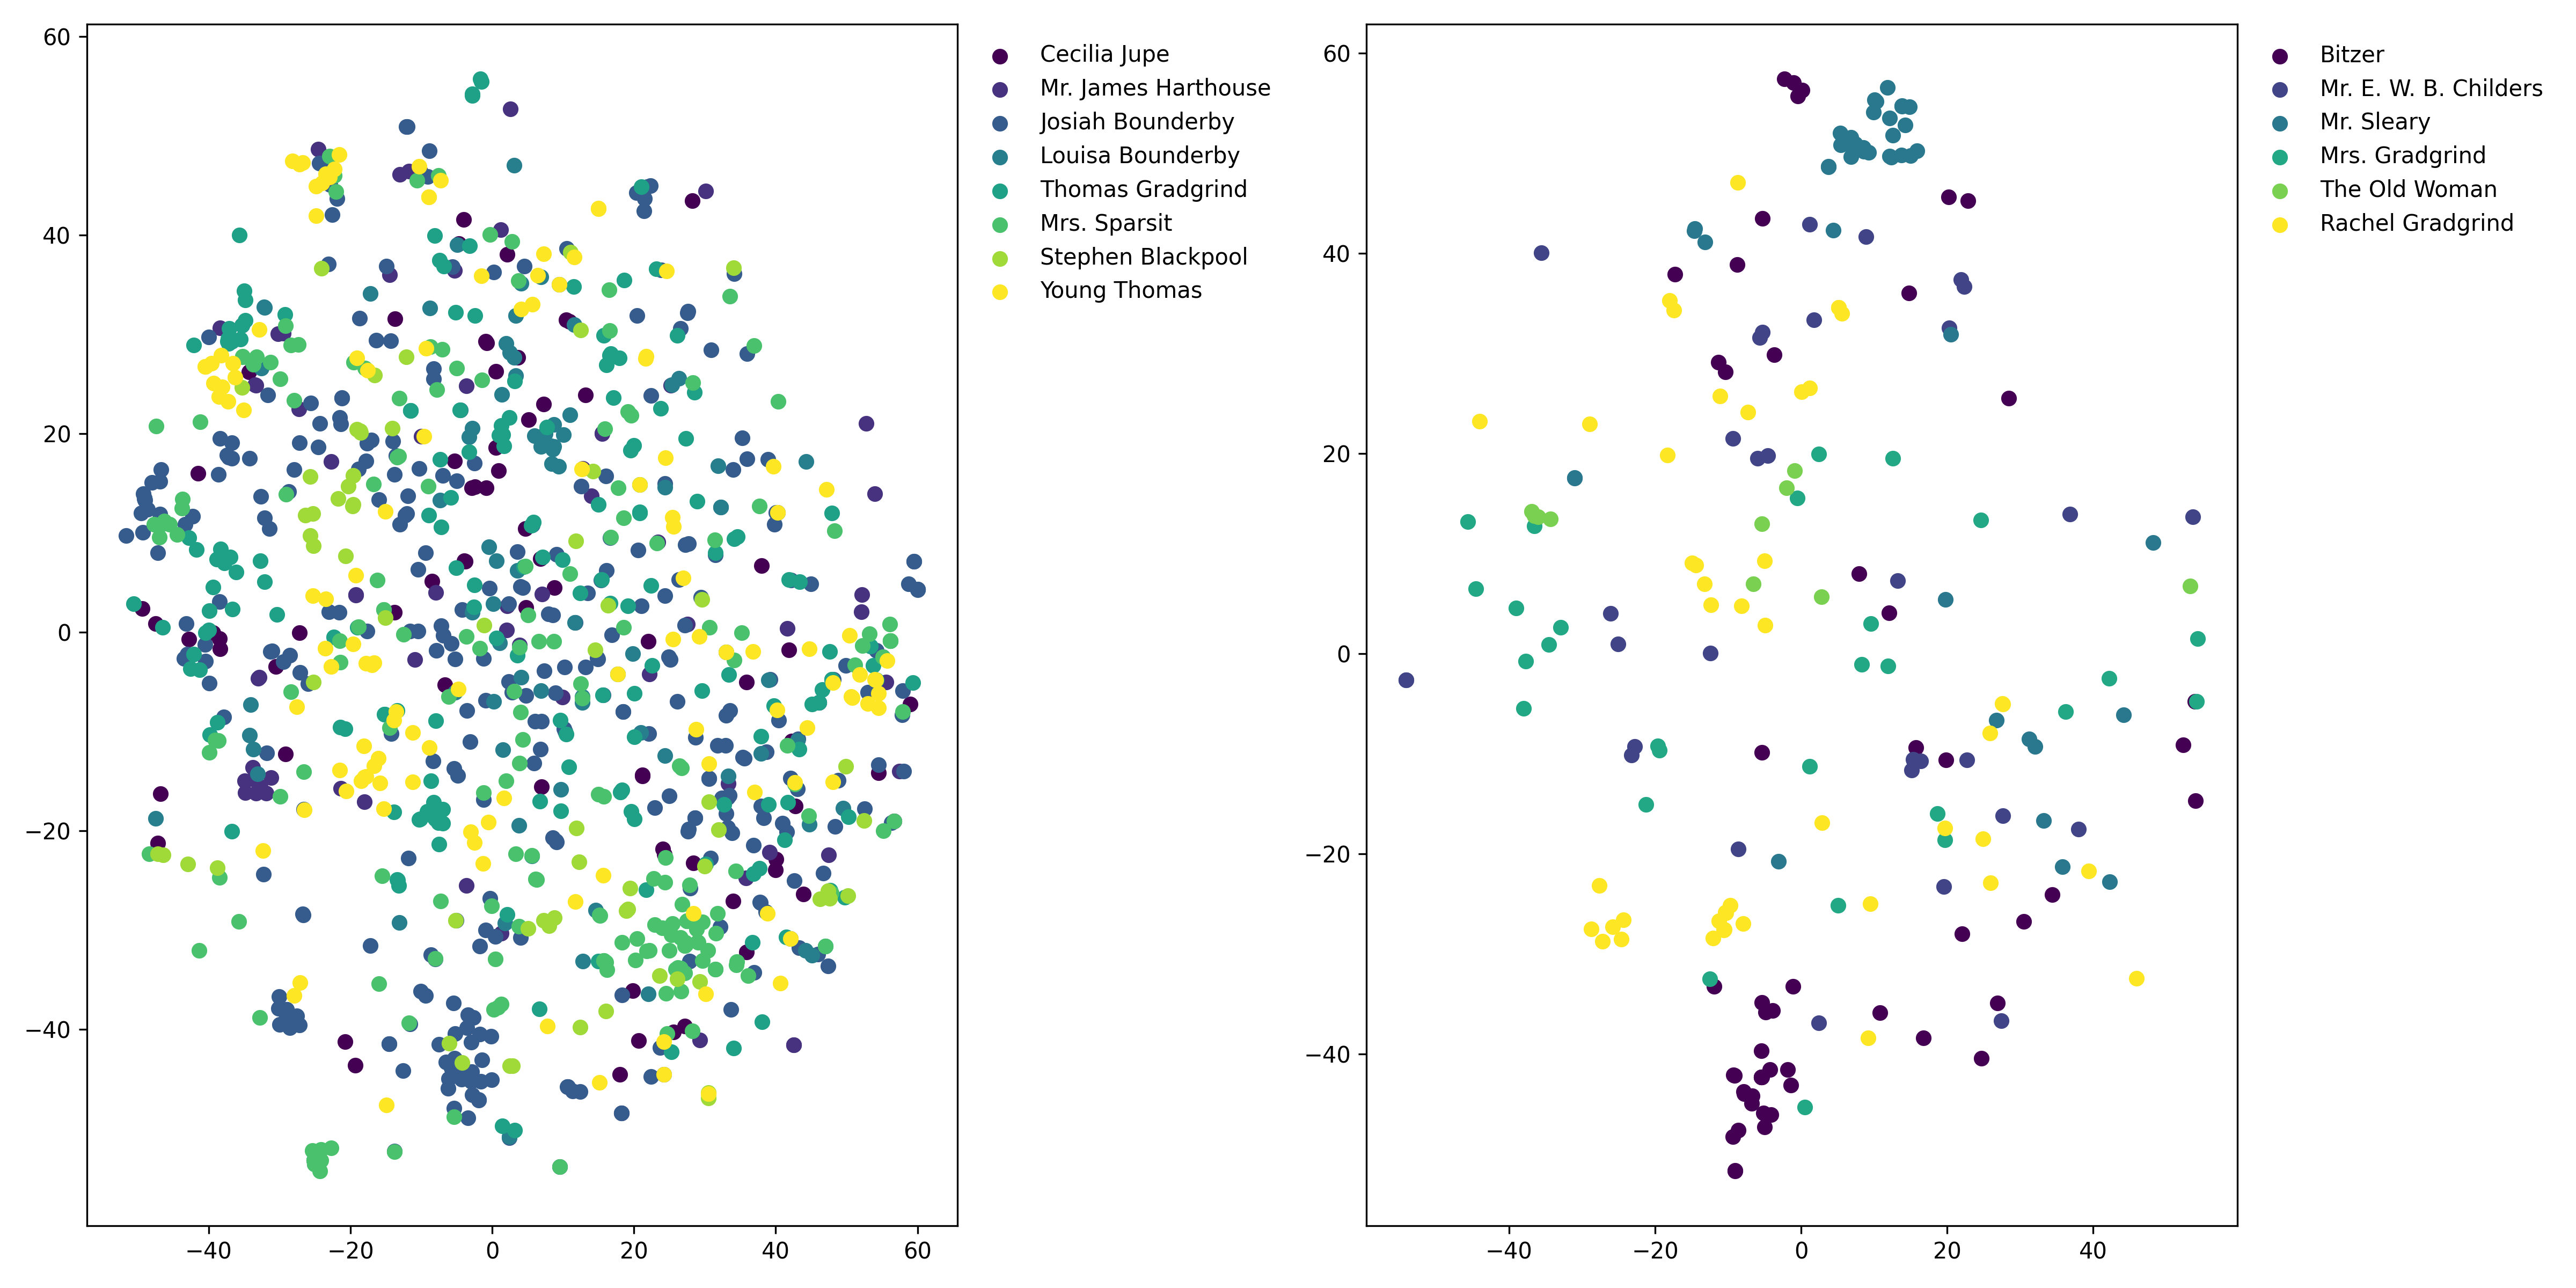 60
40
20
0
−20
−40
−40
−20
0
20
40
60
Cecilia Jupe
Mr. James Harthouse
Josiah Bounderby
Louisa Bounderby
Thomas Gradgrind
Mrs. Sparsit
Stephen Blackpool
Young Thomas
60
40
20
0
−20
−40
−40
−20
0
20
40
Bitzer
Mr. E. W. B. Childers
Mr. Sleary
Mrs. Gradgrind
The Old Woman
Rachel Gradgrind